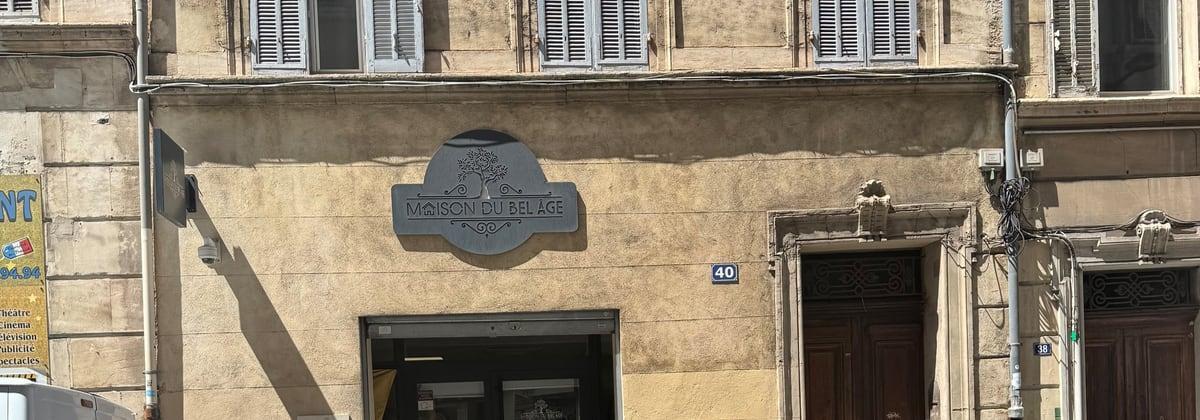 NT
94.94
Théâtre
Cinéma
Télévision
Publicité
Spectacles
MAISON DU BEL ÂGE
40
38